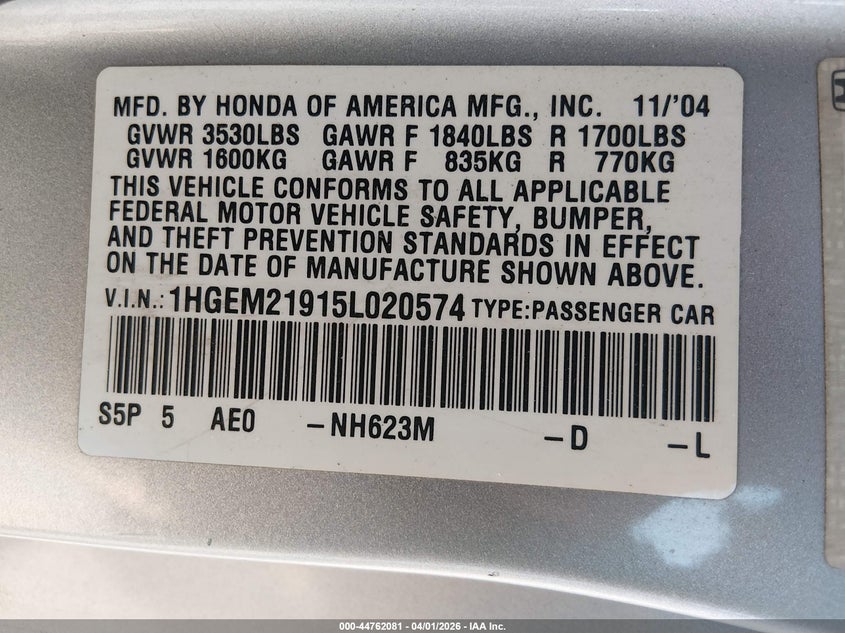 MFD. BY HONDA OF AMERICA MFG., INC. 11/'04
GVWR 3530LBS GAWR F 1840LBS R 1700LBS
GVWR 1600KG GAWR F 835KG R 770KG
THIS VEHICLE CONFORMS TO ALL APPLICABLE
FEDERAL MOTOR VEHICLE SAFETY, BUMPER,
AND THEFT PREVENTION STANDARDS IN EFFECT
ON THE DATE OF MANUFACTURE SHOWN ABOVE.
V.I.N.: 1HGEM21915L020574 TYPE:PASSENGER CAR
S5P 5 AE0 -NH623M -D -L
000-44762081 - 04/01/2026 - IAA Inc.